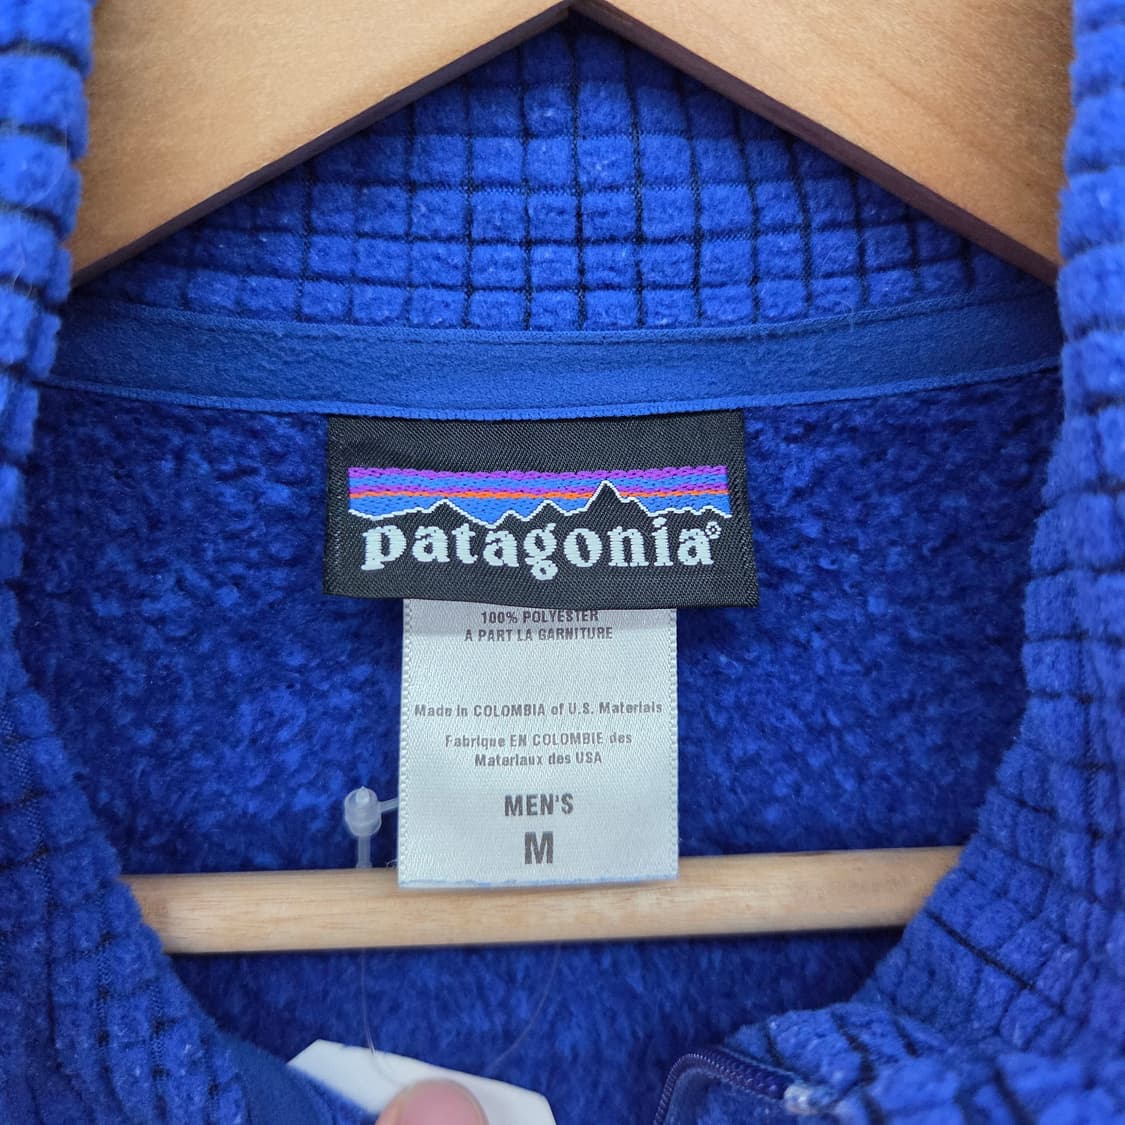 patagonia®
100% POLYESTER
A PART LA GARNITURE
Made in COLOMBIA of U.S. Materials
Fabrique EN COLOMBIE des
Materiaux des USA
MEN'S
M